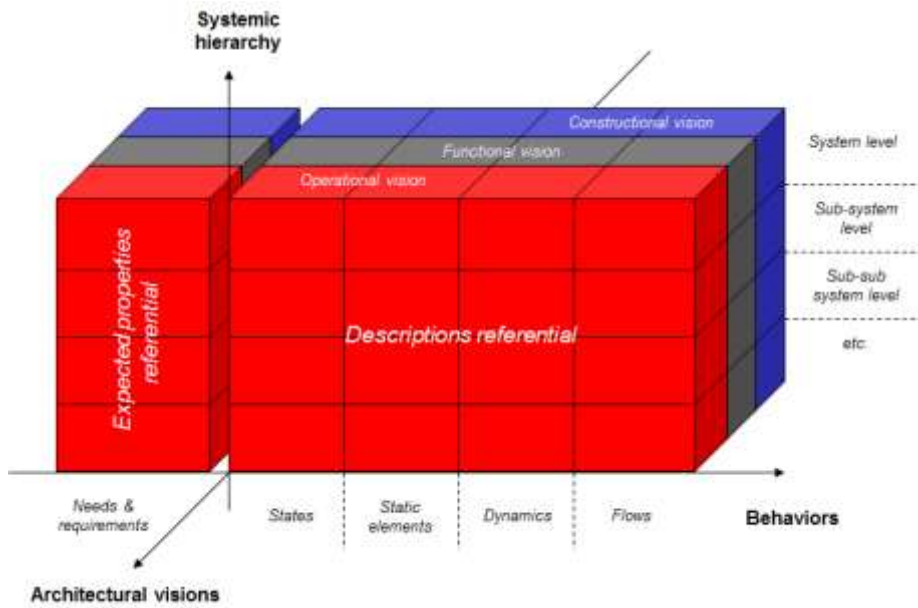 Systemic
hierarchy
Constructional vision
Functional vision
Operational vision
System level
Sub-system
level
Sub-sub
system level
etc.
Expected properties
referential
Descriptions referential
Needs &
requirements
States
Static
elements
Dynamics
Flows
Behaviors
Architectural visions